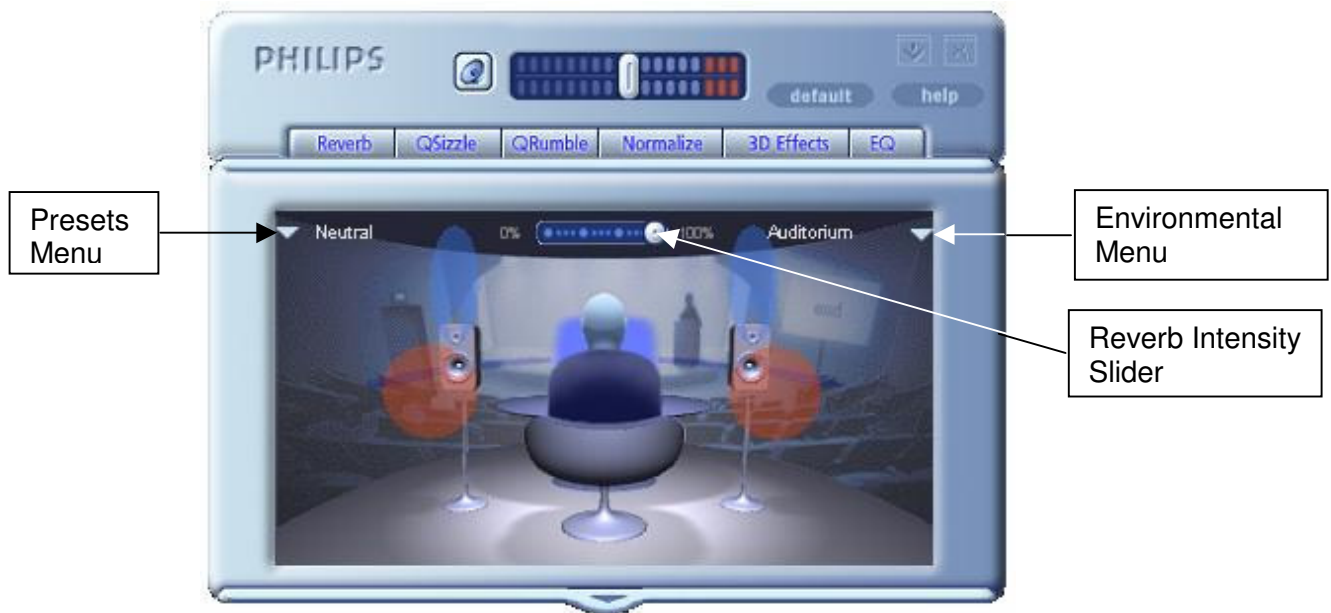 PHILIPS
default
help
Reverb
QSizzle
QRumble
Normalize
3D Effects
EQ
Presets
Menu
Neutral
0%
100%
Auditorium
Environmental
Menu
Reverb Intensity
Slider